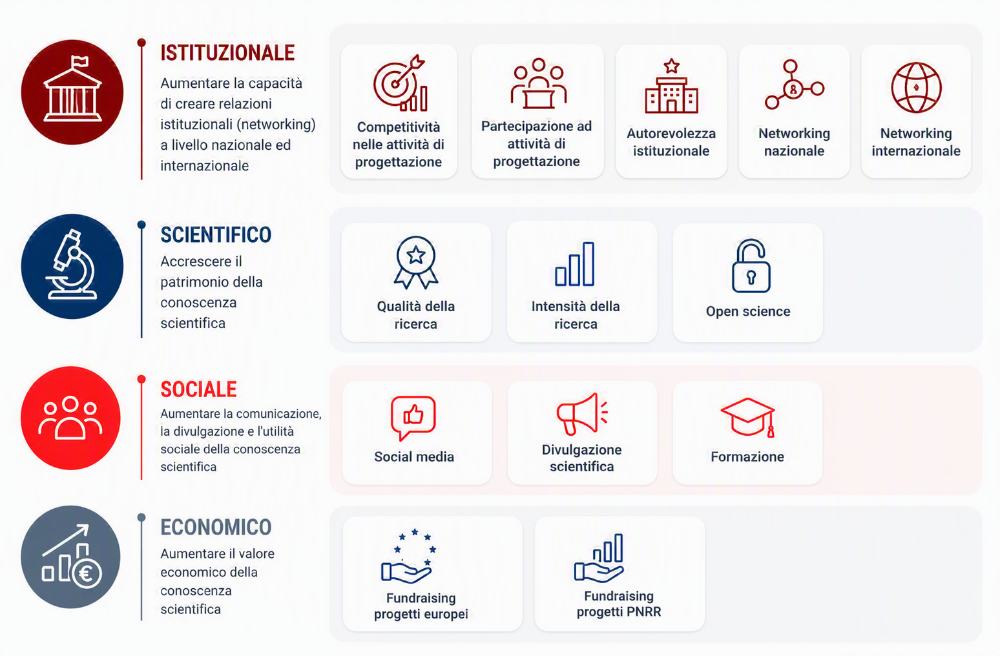 ISTITUZIONALE
Aumentare la capacità
di creare relazioni
istituzionali (networking)
a livello nazionale ed
internazionale
Competitività
nelle attività di
progettazione
Partecipazione ad
attività di
progettazione
Autorevolezza
istituzionale
Networking
nazionale
Networking
internazionale
SCIENTIFICO
Accrescere il
patrimonio della
conoscenza
scientifica
Qualità della
ricerca
Intensità della
ricerca
Open science
SOCIALE
Aumentare la comunicazione,
la divulgazione e l'utilità
sociale della conoscenza
scientifica
Social media
Divulgazione
scientifica
Formazione
ECONOMICO
Aumentare il valore
economico della
conoscenza
scientifica
€
Fundraising
progetti europei
Fundraising
progetti PNRR